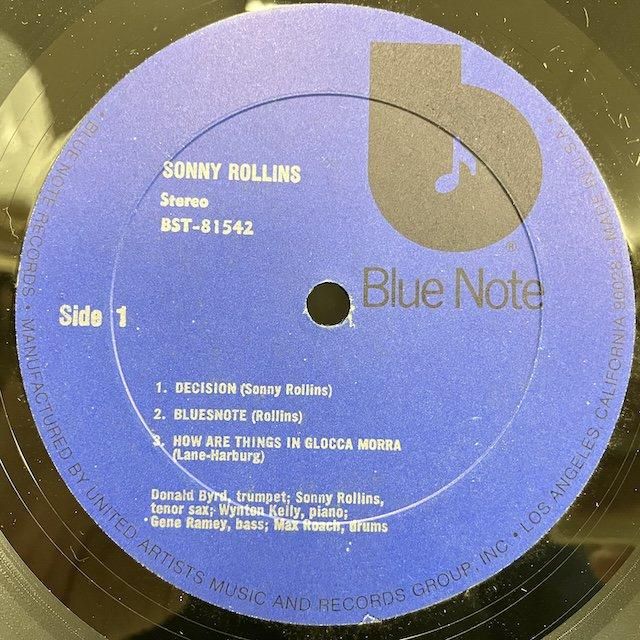 SONNY ROLLINS
Stereo
BST-81542
Blue Note
®
Side 1
1. DECISION (Sonny Rollins)
2. BLUESNOTE (Rollins)
3. HOW ARE THINGS IN GLOCCA MORRA
(Lane-Harburg)
Donald Byrd, trumpet; Sonny Rollins,
tenor sax; Wynton Kelly, piano;
Gene Ramey, bass; Max Roach, drums
• BLUE NOTE RECORDS • MANUFACTURED BY UNITED ARTISTS MUSIC AND RECORDS GROUP, INC • LOS ANGELES, CALIFORNIA 90028 • MADE IN U.S.A. •